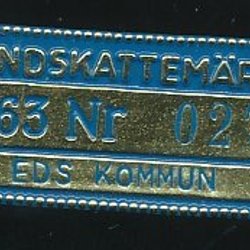 NDSKATTEMÄR
63 Nr 02
EDS KOMMUN